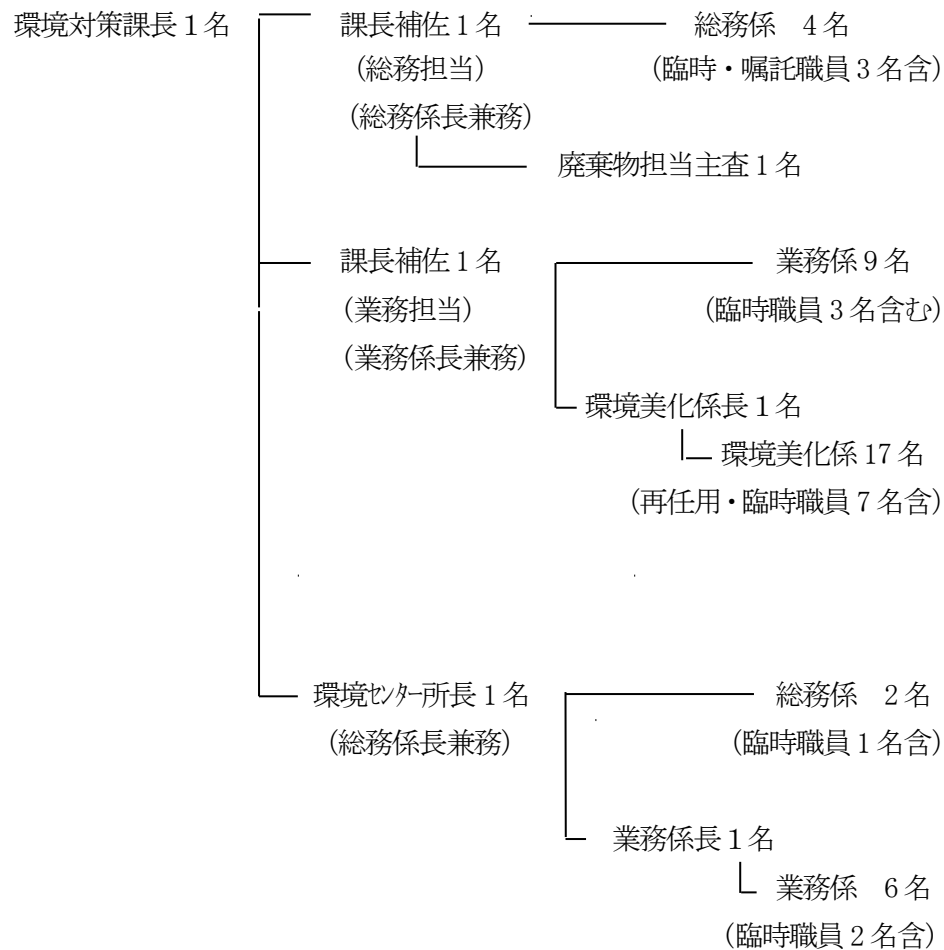 環境対策課長１名　課長補佐１名　総務係　４名
(総務担当)　(臨時・嘱託職員３名含)
(総務係長兼務)
廃棄物担当主査１名
課長補佐１名　業務係９名
(業務担当)　(臨時職員３名含む)
(業務係長兼務)
環境美化係長１名
環境美化係 17 名
(再任用・臨時職員７名含)
環境ｾﾝﾀｰ所長１名　総務係　２名
(総務係長兼務)　(臨時職員１名含)
業務係長１名
業務係　６名
(臨時職員２名含)